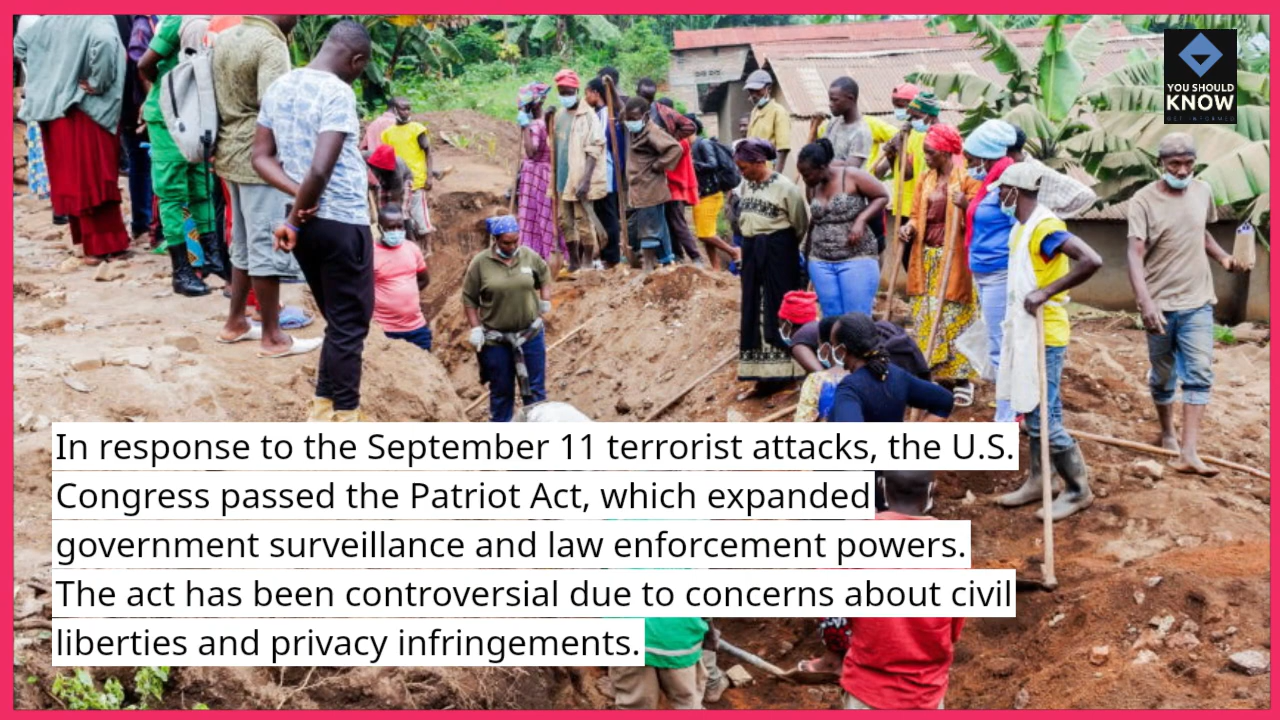 YOU SHOULD
KNOW
GET INFORMED
In response to the September 11 terrorist attacks, the U.S.
Congress passed the Patriot Act, which expanded
government surveillance and law enforcement powers.
The act has been controversial due to concerns about civil
liberties and privacy infringements.